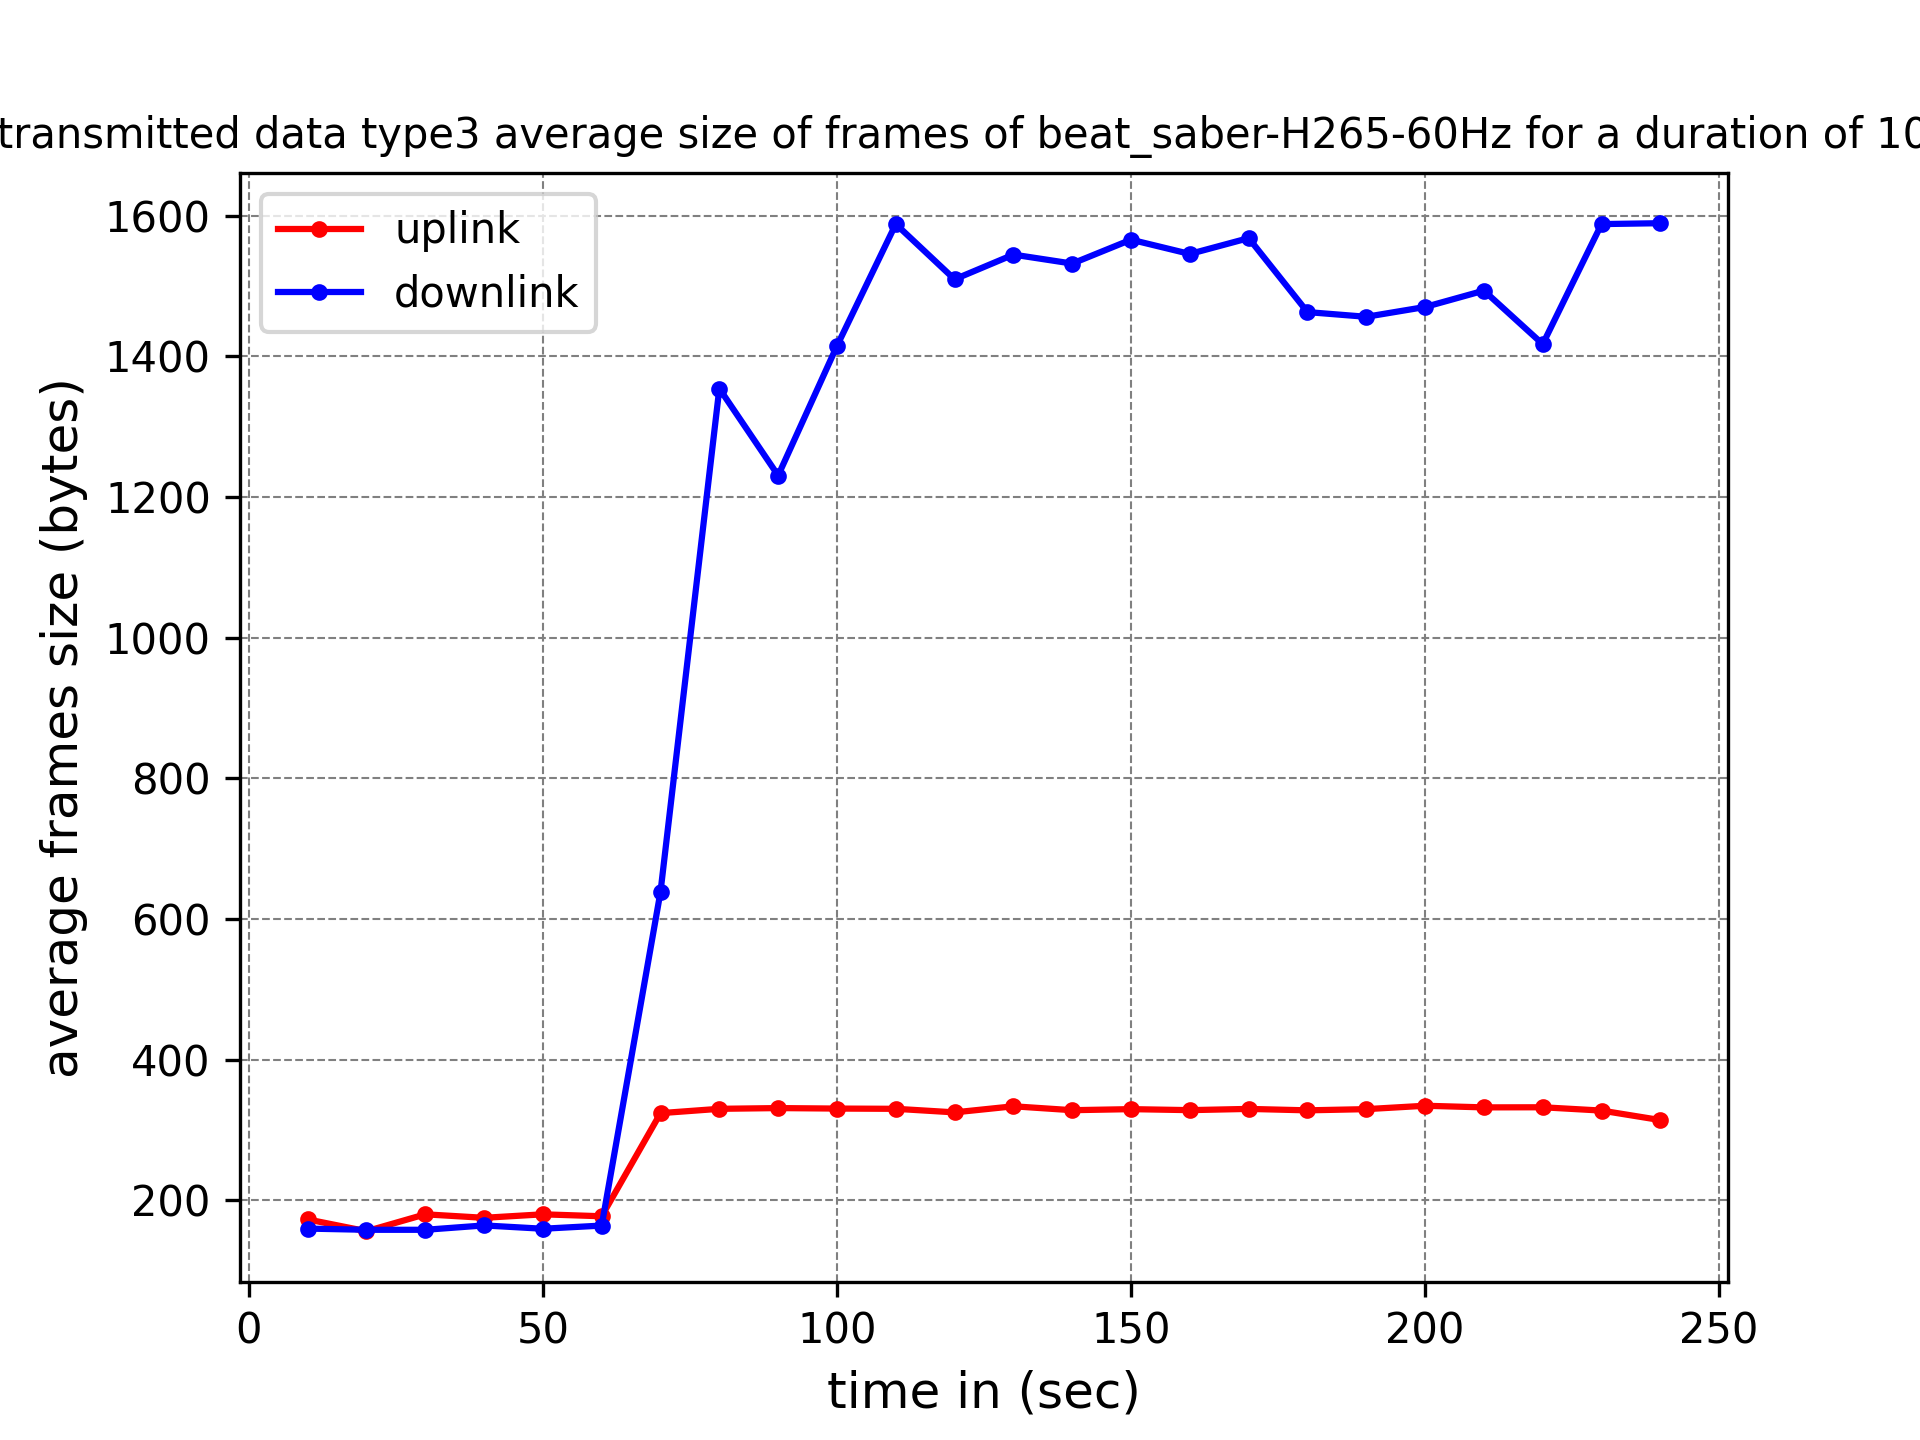 transmitted data type3 average size of frames of beat_saber-H265-60Hz for a duration of 10
uplink
downlink
average frames size (bytes)
1600
1400
1200
1000
800
600
400
200
0 50 100 150 200 250
time in (sec)